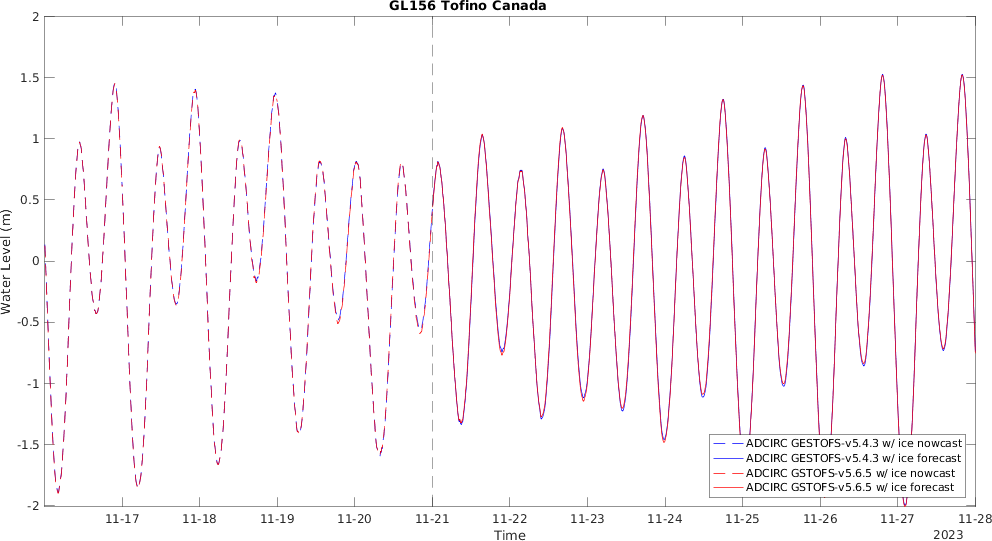 GL156 Tofino Canada
2
1.5
1
0.5
0
-0.5
-1
-1.5
-2
Water Level (m)
ADCIRC GESTOFS-v5.4.3 w/ ice nowcast
ADCIRC GESTOFS-v5.4.3 w/ ice forecast
ADCIRC GSTOFS-v5.6.5 w/ ice nowcast
ADCIRC GSTOFS-v5.6.5 w/ ice forecast
11-17 11-18 11-19 11-20 11-21 11-22 11-23 11-24 11-25 11-26 11-27 11-28
Time
2023